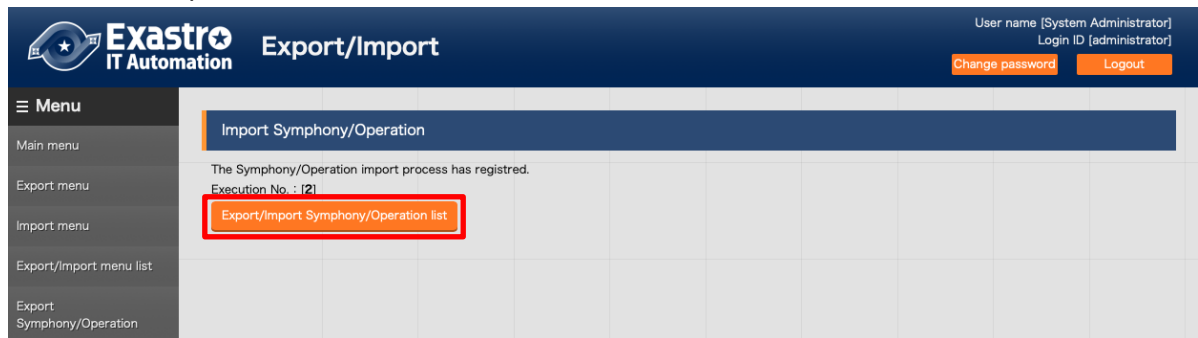 Exastro
IT Automation
Export/Import
User name [System Administrator]
Login ID [administrator]
Change password
Logout
Menu
Main menu
Export menu
Import menu
Export/Import menu list
Export
Symphony/Operation
Import Symphony/Operation
The Symphony/Operation import process has registred.
Execution No. : [2]
Export/Import Symphony/Operation list